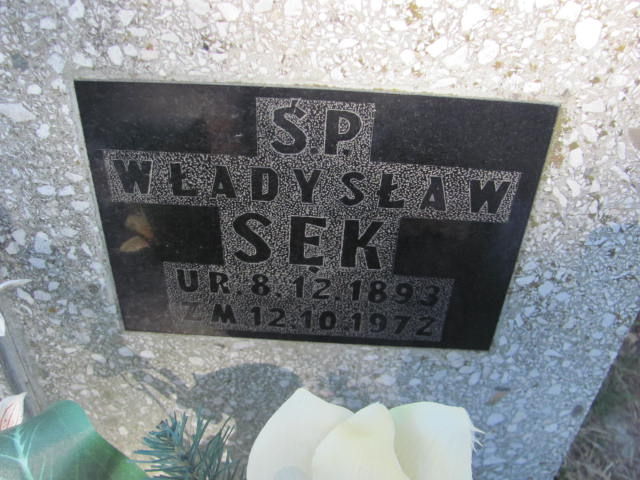 Ś.P.
WŁADYSŁAW
SĘK
UR. 8.12.1893
ZM 12.10.1972